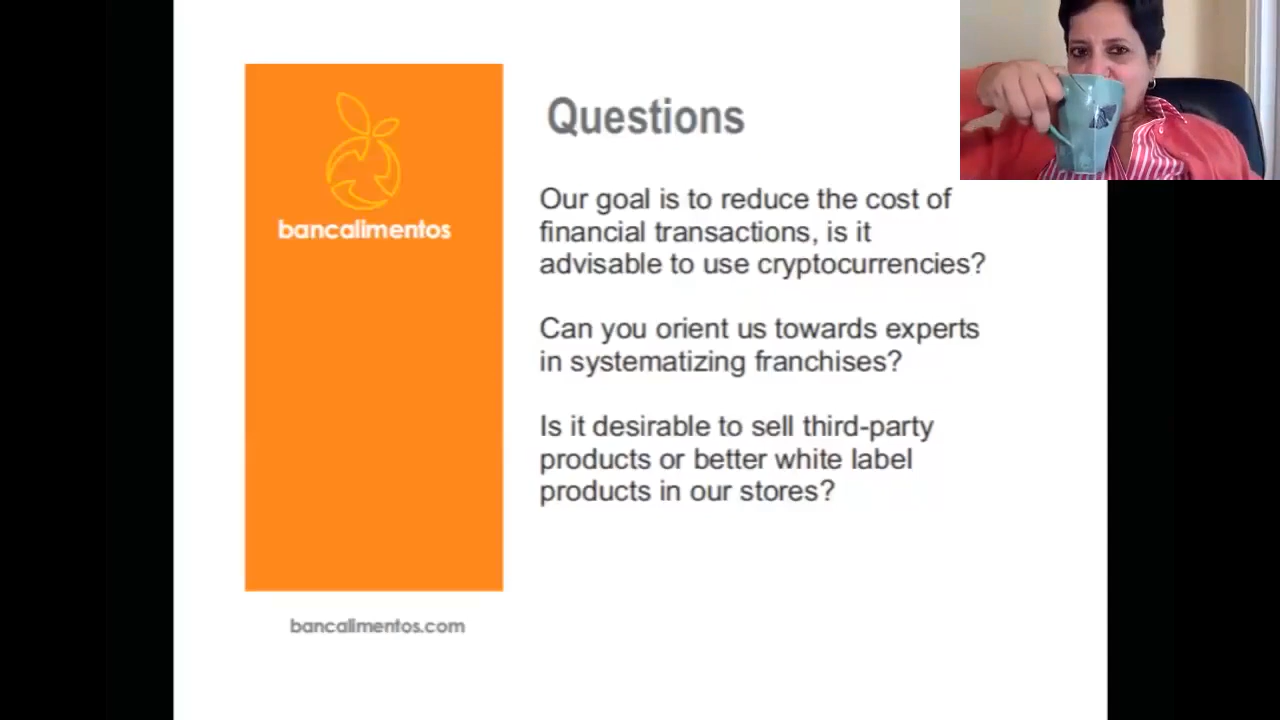 bancalimentos
Questions
Our goal is to reduce the cost of
financial transactions, is it
advisable to use cryptocurrencies?
Can you orient us towards experts
in systematizing franchises?
Is it desirable to sell third-party
products or better white label
products in our stores?
bancalimentos.com